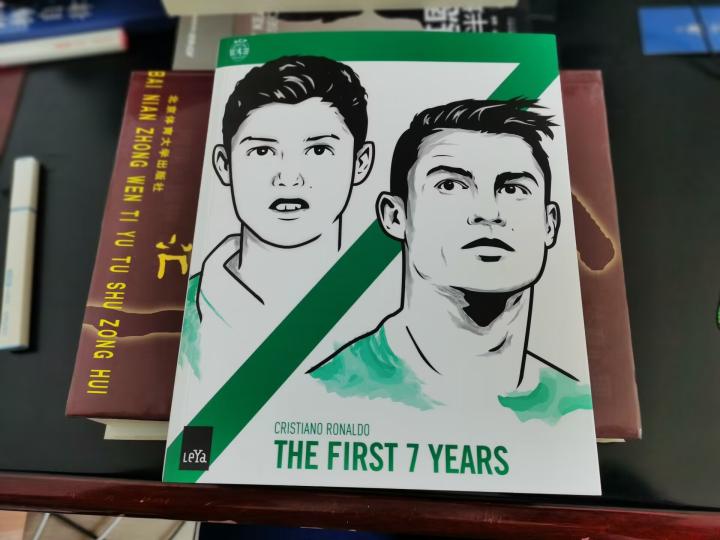 CRISTIANO RONALDO
THE FIRST 7 YEARS
LEYa
北京体育大学出版社
BAI NIAN ZHONG WEN TI YU TU SHU ZONG HUI
汇